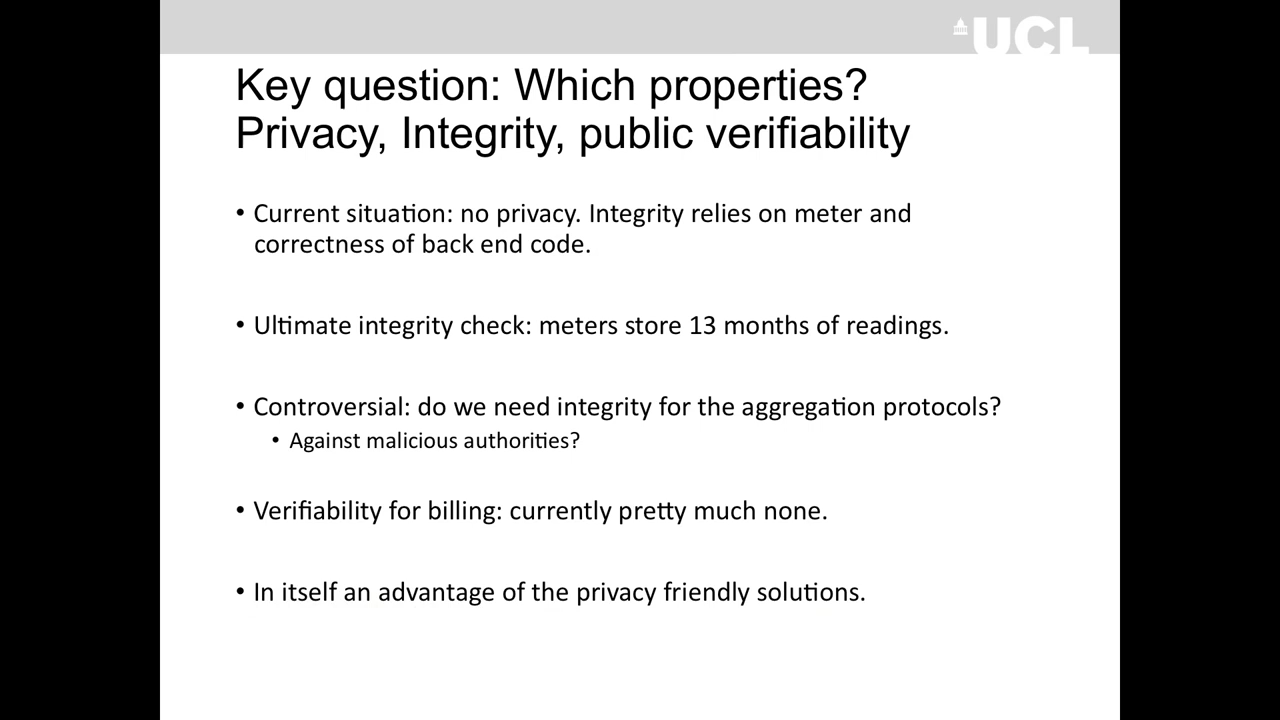 UCL
Key question: Which properties?
Privacy, Integrity, public verifiability
• Current situation: no privacy. Integrity relies on meter and
correctness of back end code.
• Ultimate integrity check: meters store 13 months of readings.
• Controversial: do we need integrity for the aggregation protocols?
• Against malicious authorities?
• Verifiability for billing: currently pretty much none.
• In itself an advantage of the privacy friendly solutions.